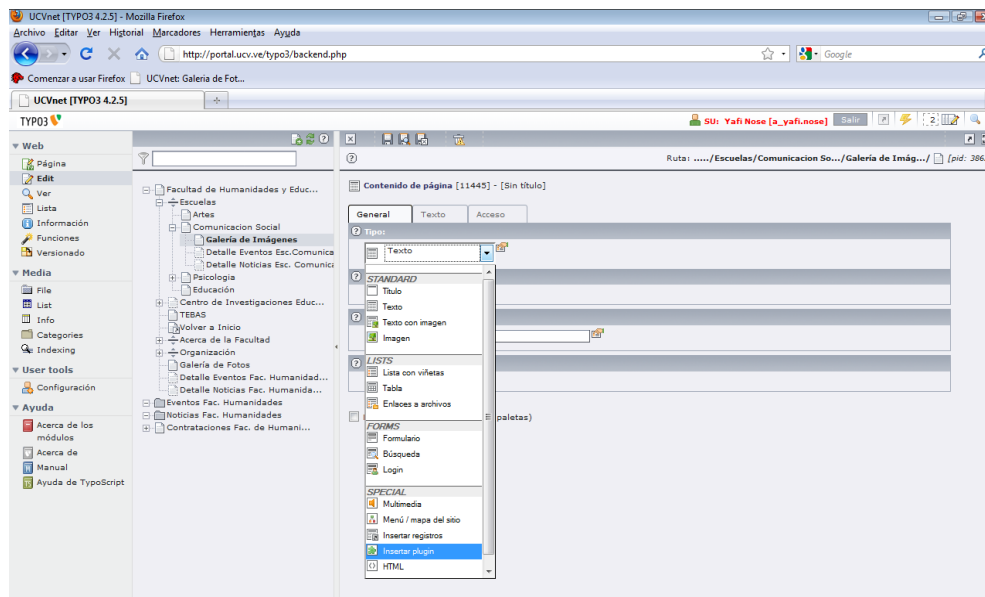 UCVnet [TYPO3 4.2.5] - Mozilla Firefox
Archivo Editar Ver Historial Marcadores Herramientas Ayuda
http://portal.ucv.ve/typo3/backend.php
Google
Comenzar a usar Firefox UCVnet: Galeria de Fot...
UCVnet [TYPO3 4.2.5]
TYPO3
SU: Yafi Nose [a_yafi.nose] Salir 2
Web
Página
Edit
Ver
Lista
Información
Funciones
Versionado
Media
File
List
Info
Categories
Indexing
User tools
Configuración
Ayuda
Acerca de los módulos
Acerca de
Manual
Ayuda de TypoScript
Facultad de Humanidades y Educ...
Escuelas
Artes
Comunicacion Social
Galería de Imágenes
Detalle Eventos Esc.Comunica
Detalle Noticias Esc. Comunica
Psicologia
Educación
Centro de Investigaciones Educ...
TEBAS
Volver a Inicio
Acerca de la Facultad
Organización
Galería de Fotos
Detalle Eventos Fac. Humanidad...
Detalle Noticias Fac. Humanida...
Eventos Fac. Humanidades
Noticias Fac. Humanidades
Contrataciones Fac. de Humani...
Ruta: ...../Escuelas/Comunicacion So.../Galería de Imág.../ [pid: 386
Contenido de página [11445] - [Sin título]
General Texto Acceso
Tipo:
Texto
STANDARD
Título
Texto
Texto con imagen
Imagen
LISTS
Lista con viñetas
Tabla
Enlaces a archivos
paletas)
FORMS
Formulario
Búsqueda
Login
SPECIAL
Multimedia
Menú / mapa del sitio
Insertar registros
Insertar plugin
HTML